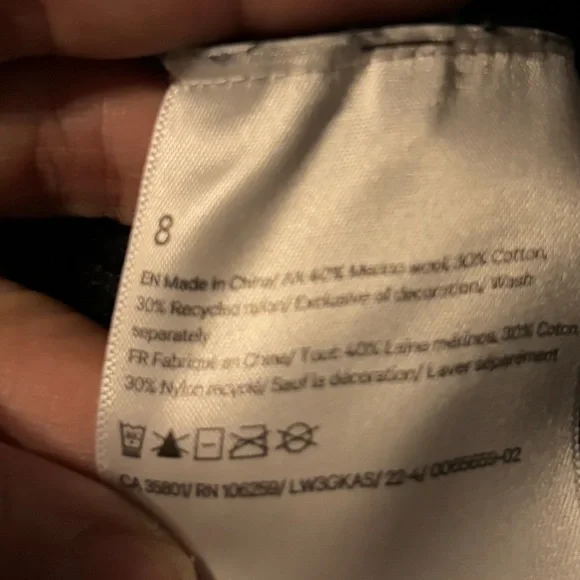 8
EN Made in China/ All: 40% Merino wool, 30% Cotton,
30% Recycled nylon/ Exclusive of decoration/ Wash
separately
FR Fabriqué en Chine/ Tout: 40% Laine mérinos, 30% Coton
30% Nylon recyclé/ Sauf la décoration/ Laver séparément
CA 35801/ RN 106259/ LW3GKAS/ 22-4/